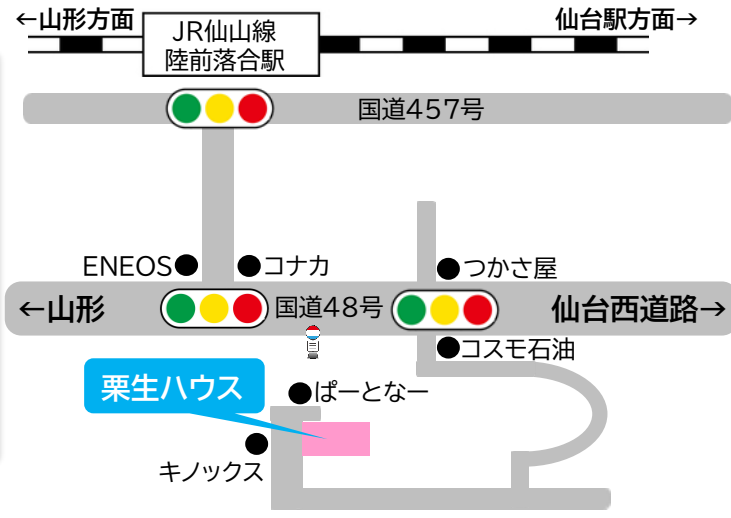 ←山形方面
仙台駅方面→
JR仙山線
陸前落合駅
国道457号
ENEOS
コナカ
つかさ屋
←山形
国道48号
仙台西道路→
コスモ石油
栗生ハウス
ぱーとなー
キノックス